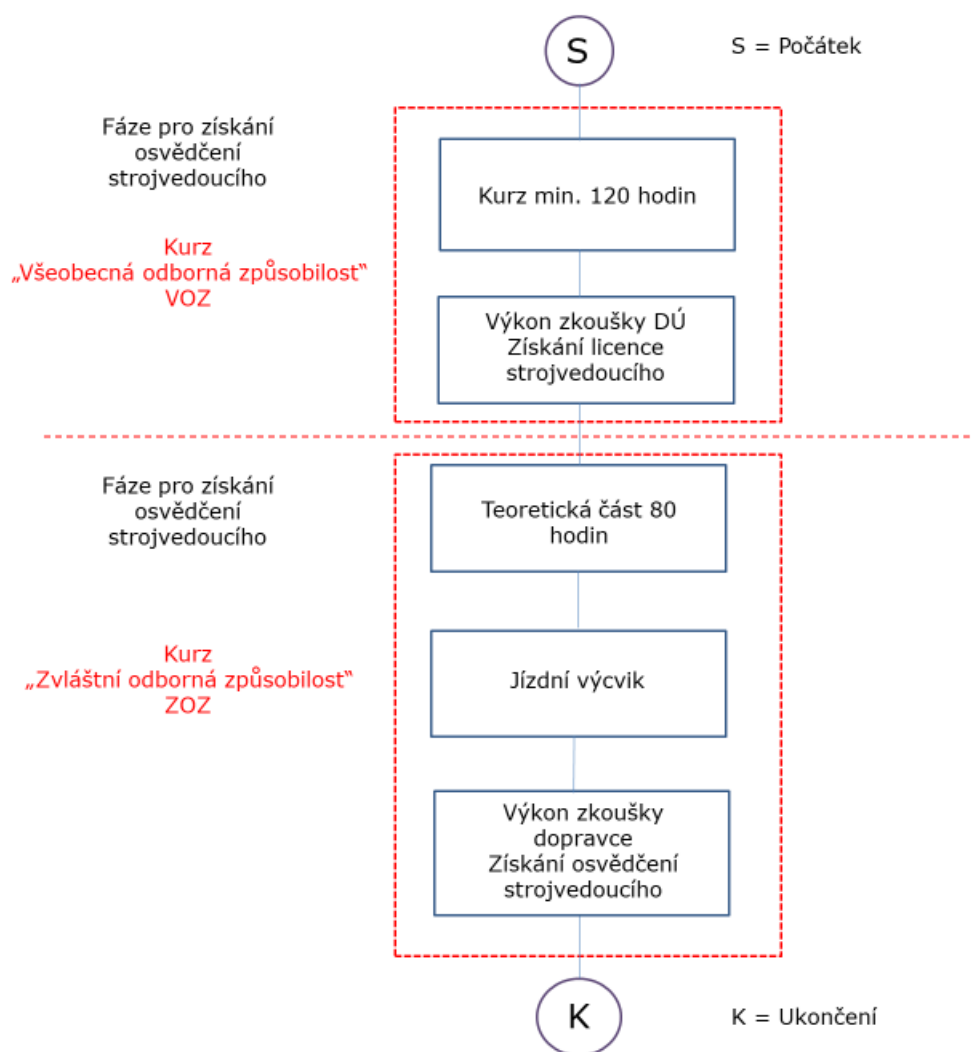 S
S = Počátek
Fáze pro získání
osvědčení
strojvedoucího
Kurz
„Všeobecná odborná způsobilost“
VOZ
Kurz min. 120 hodin
Výkon zkoušky DÚ
Získání licence
strojvedoucího
Fáze pro získání
osvědčení
strojvedoucího
Kurz
„Zvláštní odborná způsobilost“
ZOZ
Teoretická část 80
hodin
Jízdní výcvik
Výkon zkoušky
dopravce
Získání osvědčení
strojvedoucího
K
K = Ukončení